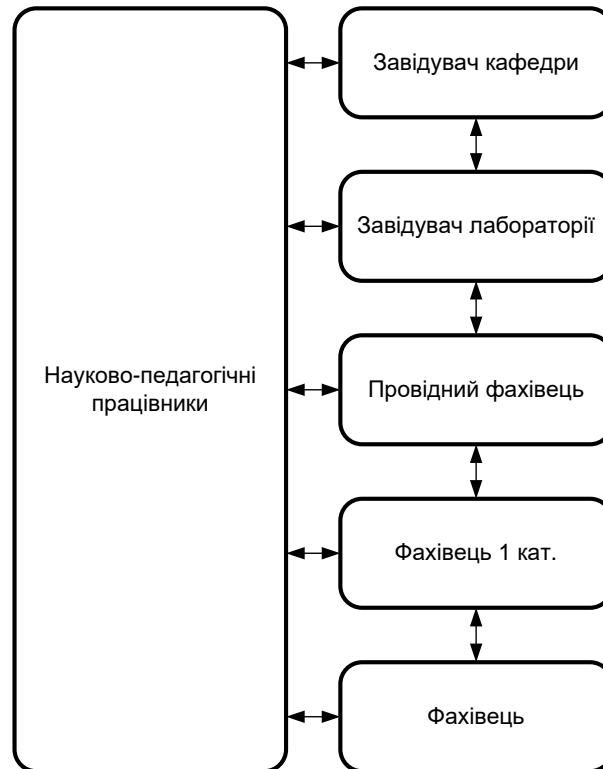 Завідувач кафедри
Завідувач лабораторії
Науково-педагогічні
працівники
Провідний фахівець
Фахівець 1 кат.
Фахівець